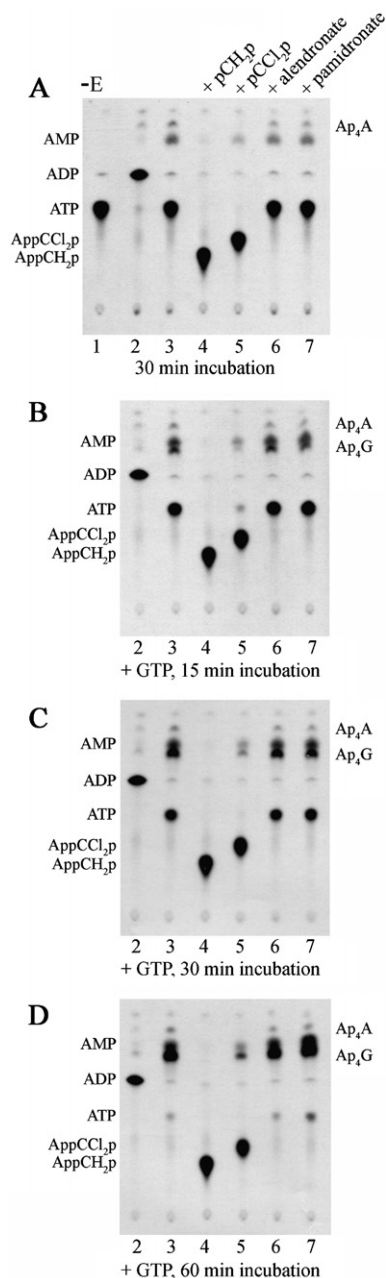 + pCH₂p
+ pCCl₂p
+ alendronate
+ pamidronate
A
-E
Ap₄A
AMP
ADP
ATP
AppCCl₂p
AppCH₂p
1 2 3 4 5 6 7
30 min incubation
B
Ap₄A
AMP
Ap₄G
ADP
ATP
AppCCl₂p
AppCH₂p
2 3 4 5 6 7
+ GTP, 15 min incubation
C
Ap₄A
AMP
Ap₄G
ADP
ATP
AppCCl₂p
AppCH₂p
2 3 4 5 6 7
+ GTP, 30 min incubation
D
Ap₄A
AMP
Ap₄G
ADP
ATP
AppCCl₂p
AppCH₂p
2 3 4 5 6 7
+ GTP, 60 min incubation